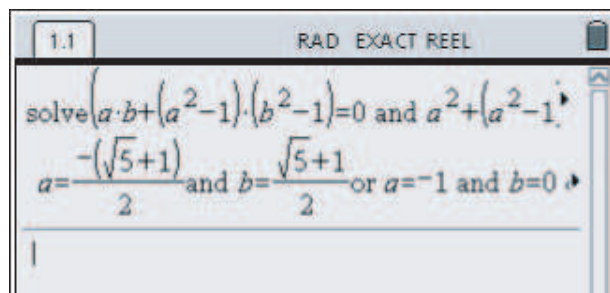 1.1 RAD EXACT REEL
solve(a·b+(a²−1)·(b²−1)=0 and a²+(a²−1
a=−(√5+1)/2 and b=(√5+1)/2 or a=⁻1 and b=0